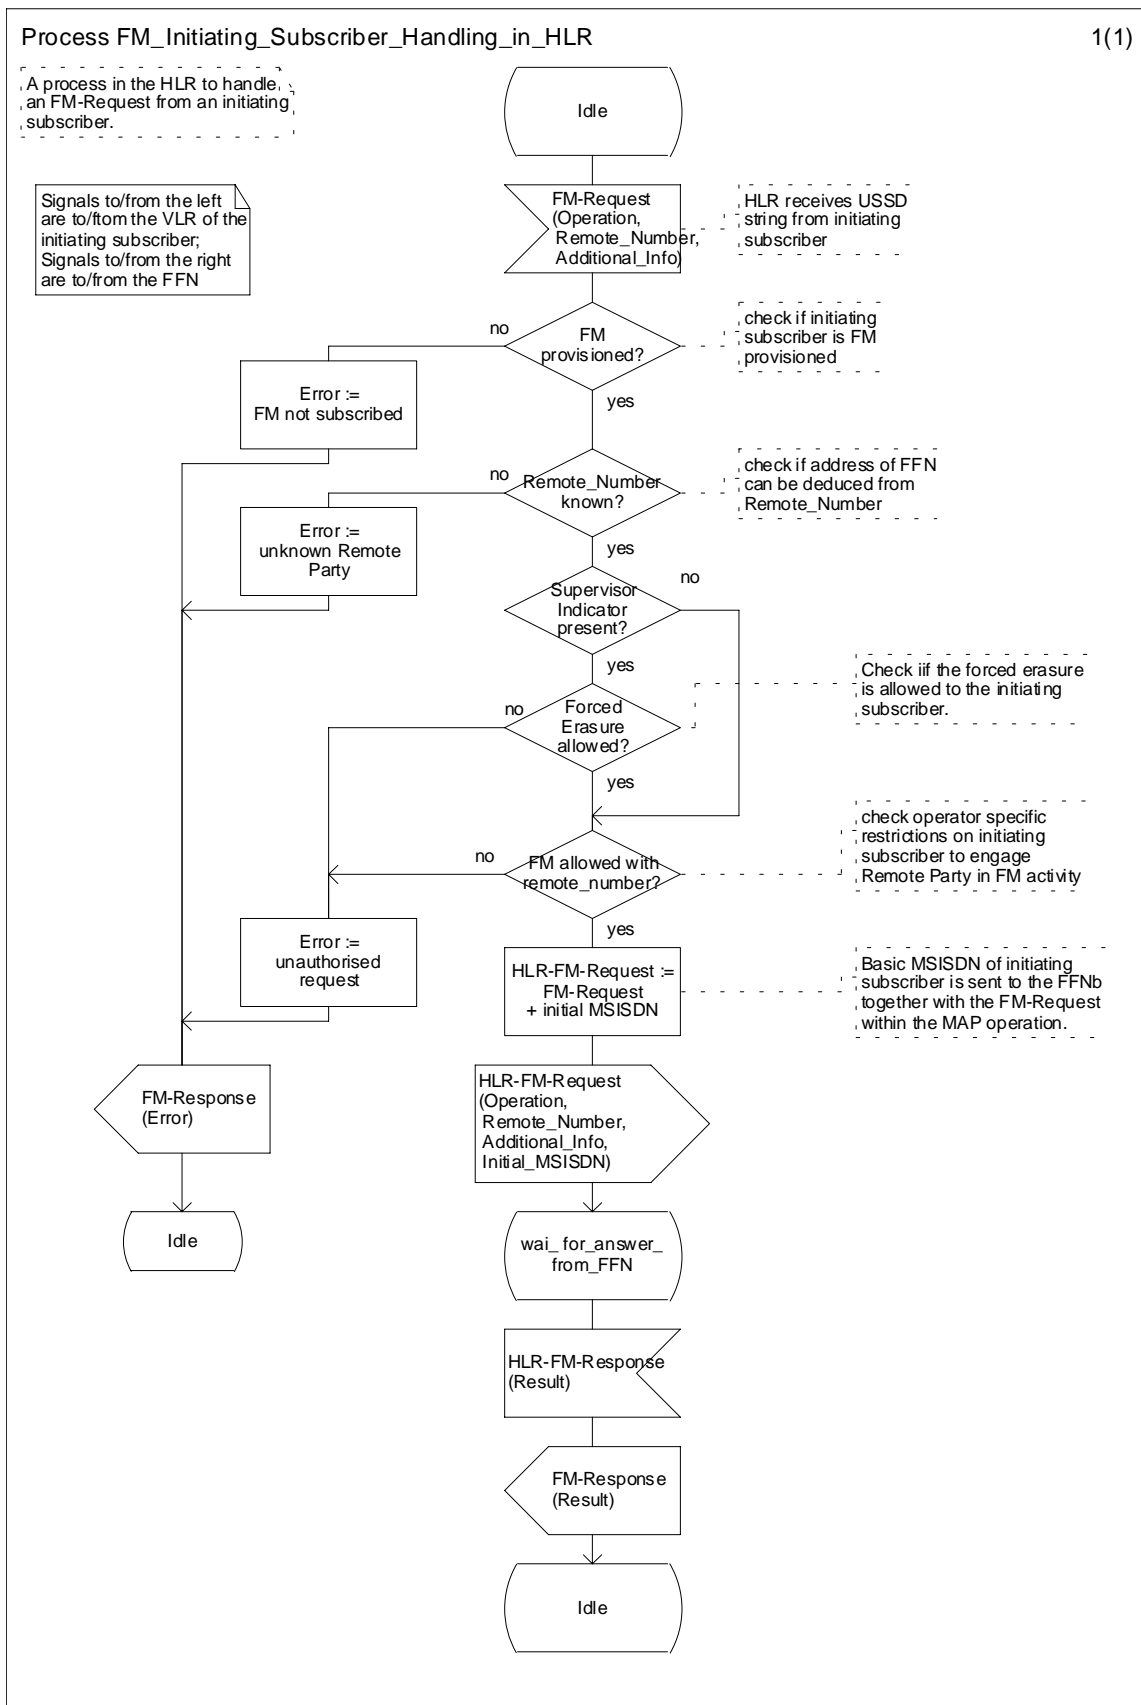 Process FM_Initiating_Subscriber_Handling_in_HLR
1(1)
A process in the HLR to handle
an FM-Request from an initiating
subscriber.
Idle
Signals to/from the left
are to/ftom the VLR of the
initiating subscriber;
Signals to/from the right
are to/from the FFN
FM-Request
(Operation,
Remote_Number,
Additional_Info)
HLR receives USSD
string from initiating
subscriber
no
FM
provisioned?
check if initiating
subscriber is FM
provisioned
Error :=
FM not subscribed
yes
no
Remote_Number
known?
check if address of FFN
can be deduced from
Remote_Number
Error :=
unknown Remote
Party
yes
Supervisor
Indicator
present?
no
yes
Check iif the forced erasure
is allowed to the initiating
subscriber.
no
Forced
Erasure
allowed?
yes
no
FM allowed with
remote_number?
check operator specific
restrictions on initiating
subscriber to engage
Remote Party in FM activity
yes
Error :=
unauthorised
request
HLR-FM-Request :=
FM-Request
+ initial MSISDN
Basic MSISDN of initiating
subscriber is sent to the FFNb
together with the FM-Request
within the MAP operation.
FM-Response
(Error)
HLR-FM-Request
(Operation,
Remote_Number,
Additional_Info,
Initial_MSISDN)
Idle
wai_for_answer_
from_FFN
HLR-FM-Response
(Result)
FM-Response
(Result)
Idle